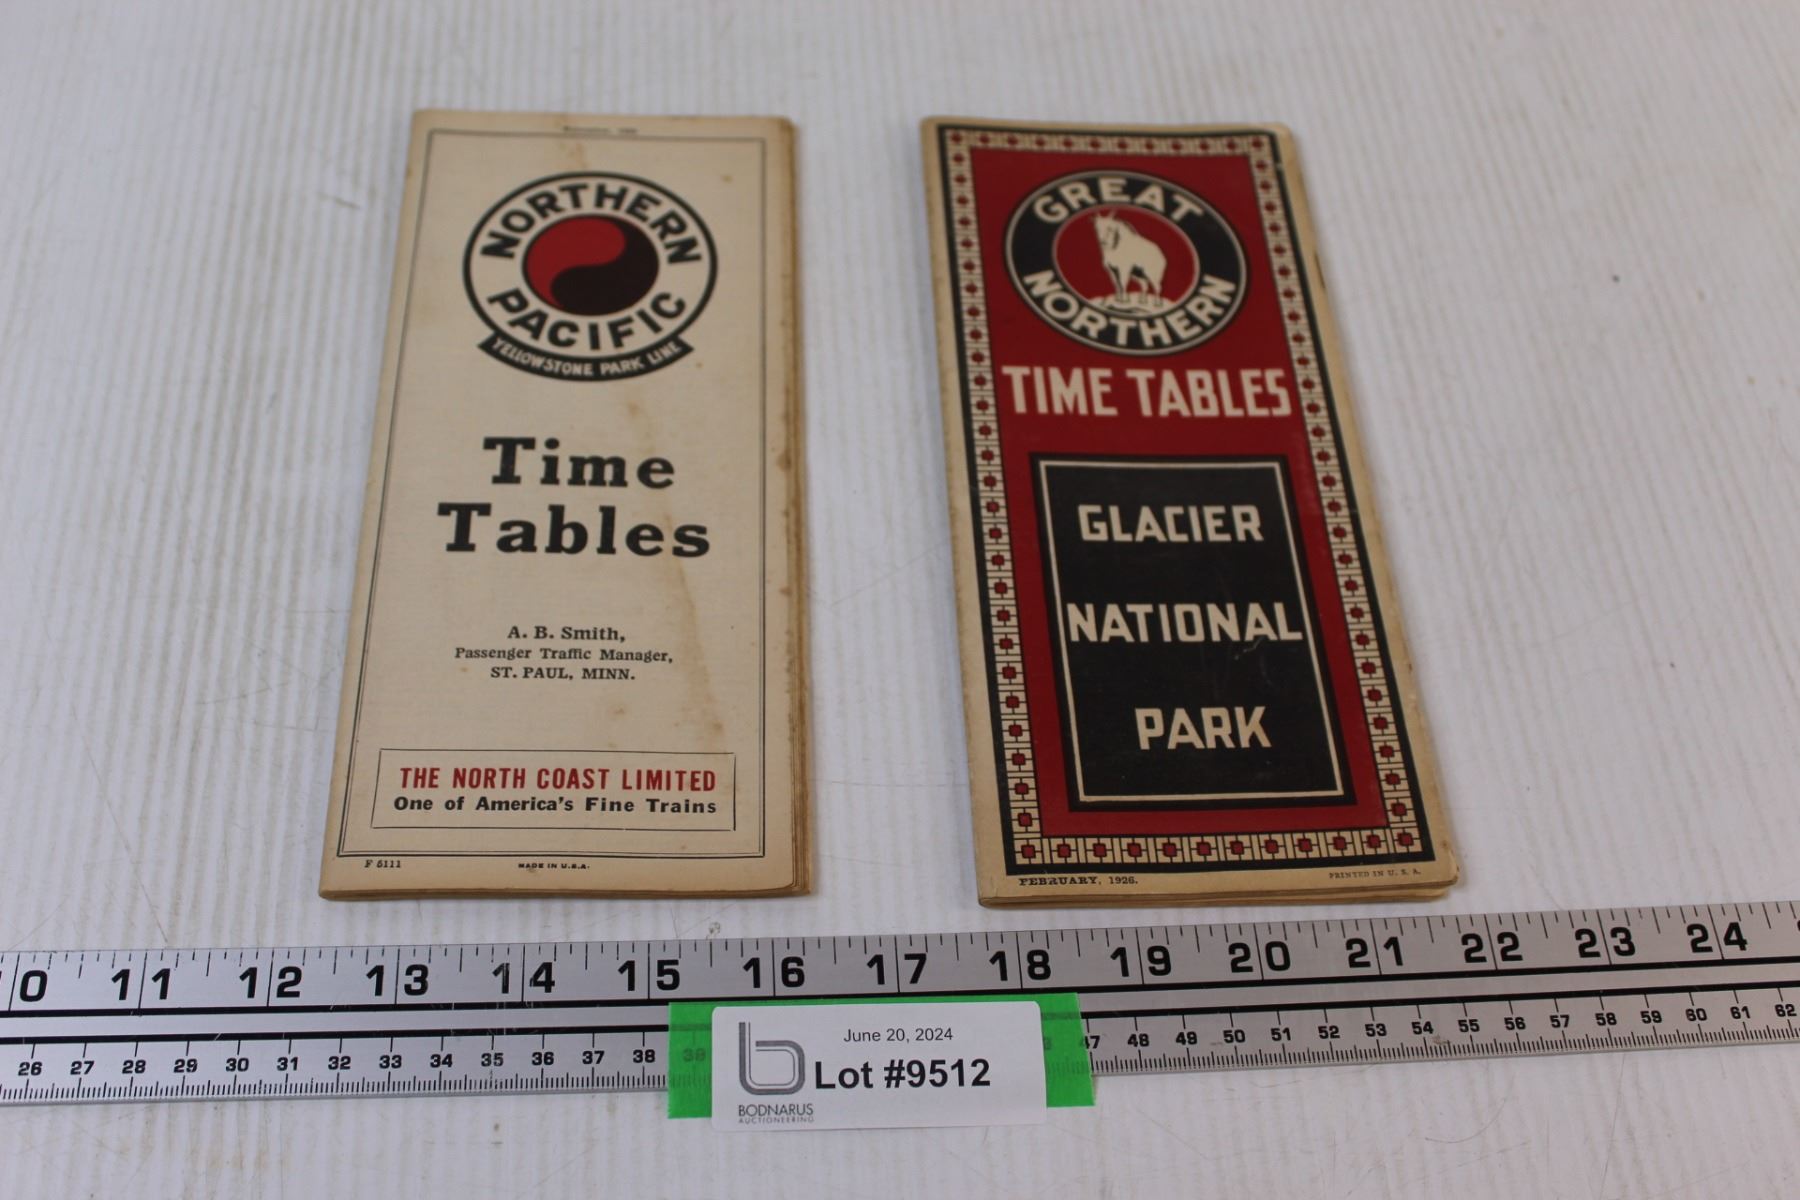 NORTHERN
PACIFIC
YELLOWSTONE PARK LINE
Time
Tables
A. B. Smith,
Passenger Traffic Manager,
ST. PAUL, MINN.
THE NORTH COAST LIMITED
One of America's Fine Trains
F 5111 MADE IN U.S.A.
GREAT
NORTHERN
TIME TABLES
GLACIER
NATIONAL
PARK
FEBRUARY, 1926. PRINTED IN U. S. A.
0 11 12 13 14 15 16 17 18 19 20 21 22 23 24
26 27 28 29 30 31 32 33 34 35 36 37 38 39 47 48 49 50 51 52 53 54 55 56 57 58 59 60 61 62
June 20, 2024
Lot #9512
BODNARUS
AUCTIONEERING